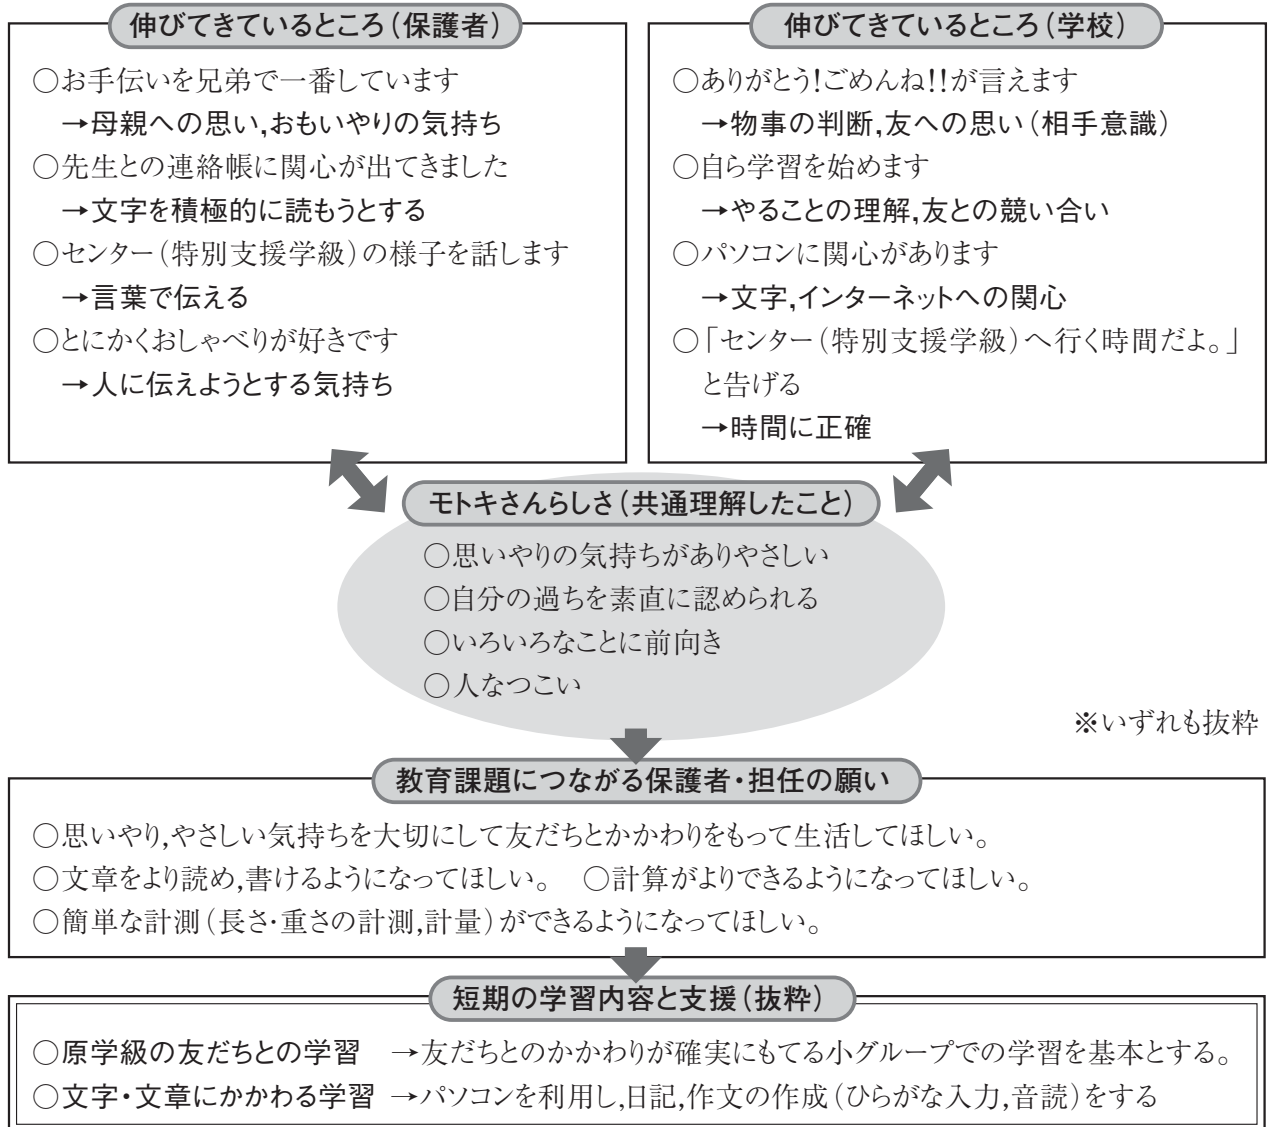 伸びてきているところ(保護者)
○お手伝いを兄弟で一番しています
→母親への思い,おもいやりの気持ち
○先生との連絡帳に関心が出てきました
→文字を積極的に読もうとする
○センター(特別支援学級)の様子を話します
→言葉で伝える
○とにかくおしゃべりが好きです
→人に伝えようとする気持ち
伸びてきているところ(学校)
○ありがとう!ごめんね!!が言えます
→物事の判断,友への思い(相手意識)
○自ら学習を始めます
→やることの理解,友との競い合い
○パソコンに関心があります
→文字,インターネットへの関心
○「センター(特別支援学級)へ行く時間だよ。」
と告げる
→時間に正確
モトキさんらしさ(共通理解したこと)
○思いやりの気持ちがありやさしい
○自分の過ちを素直に認められる
○いろいろなことに前向き
○人なつこい
※いずれも抜粋
教育課題につながる保護者・担任の願い
○思いやり,やさしい気持ちを大切にして友だちとかかわりをもって生活してほしい。
○文章をより読め,書けるようになってほしい。 ○計算がよりできるようになってほしい。
○簡単な計測(長さ・重さの計測,計量)ができるようになってほしい。
短期の学習内容と支援(抜粋)
○原学級の友だちとの学習 →友だちとのかかわりが確実にもてる小グループでの学習を基本とする。
○文字・文章にかかわる学習 →パソコンを利用し,日記,作文の作成(ひらがな入力,音読)をする